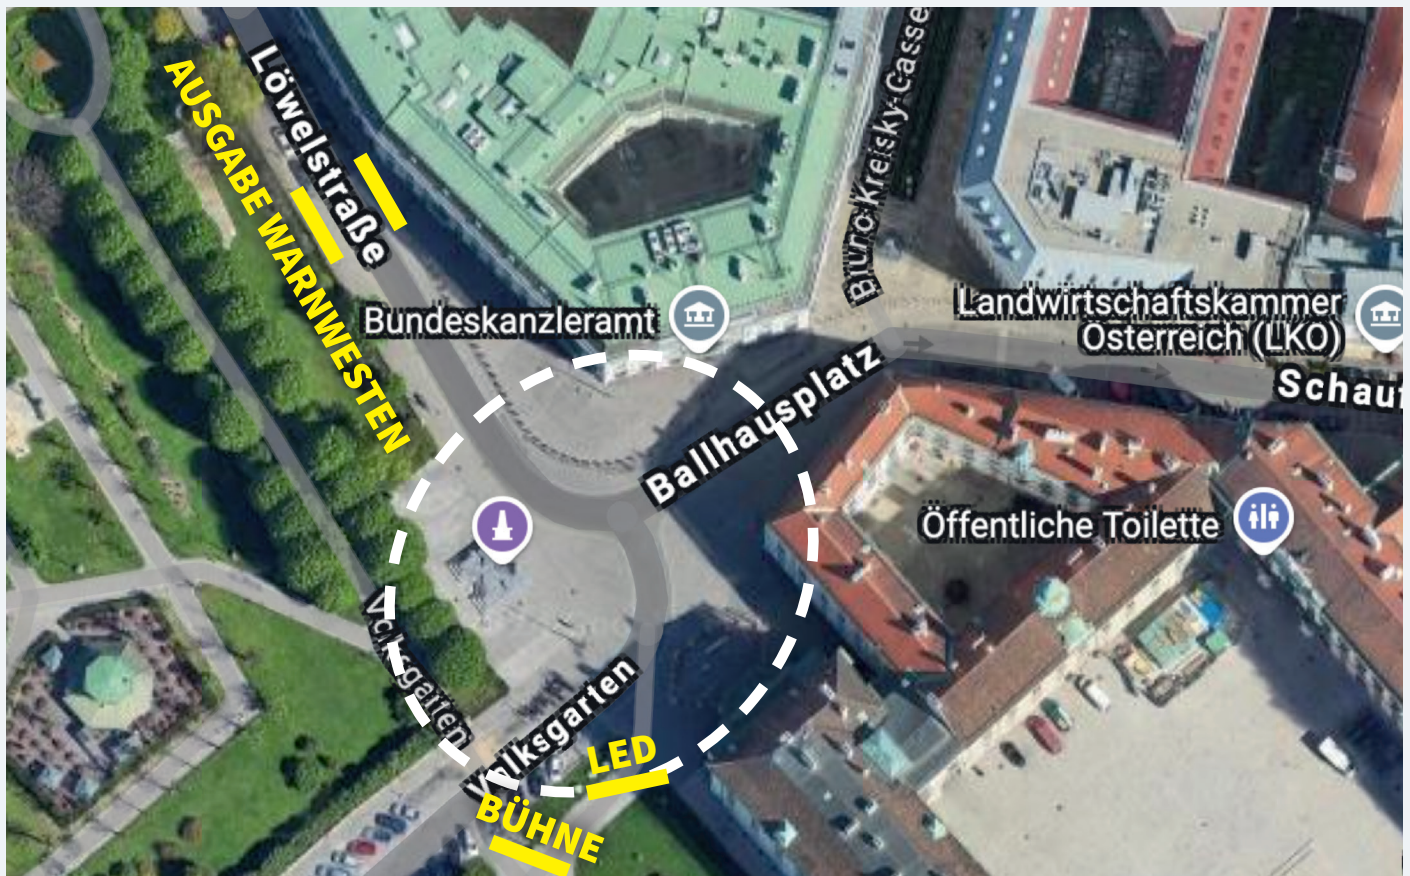 Löwelstraße
AUSGABE WARNWESTEN
Bruno-Kreisky-Gasse
Bundeskanzleramt
Landwirtschaftskammer
Österreich (LKO)
Ballhausplatz
Schauf
Öffentliche Toilette
Volksgarten
Volksgarten
LED
BÜHNE